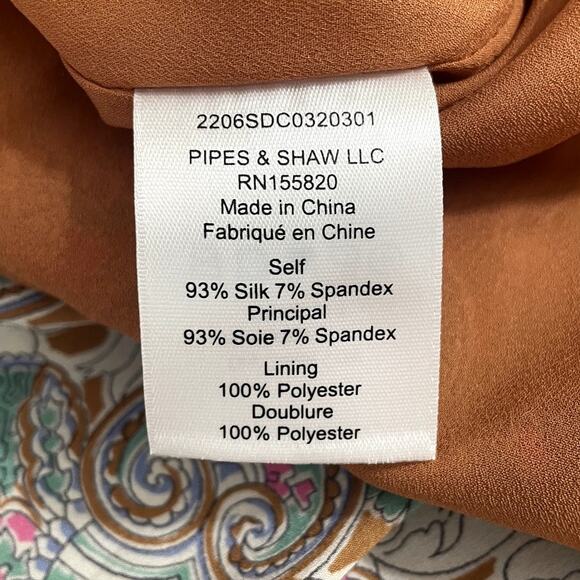 2206SDC0320301
PIPES & SHAW LLC
RN155820
Made in China
Fabriqué en Chine
Self
93% Silk 7% Spandex
Principal
93% Soie 7% Spandex
Lining
100% Polyester
Doublure
100% Polyester